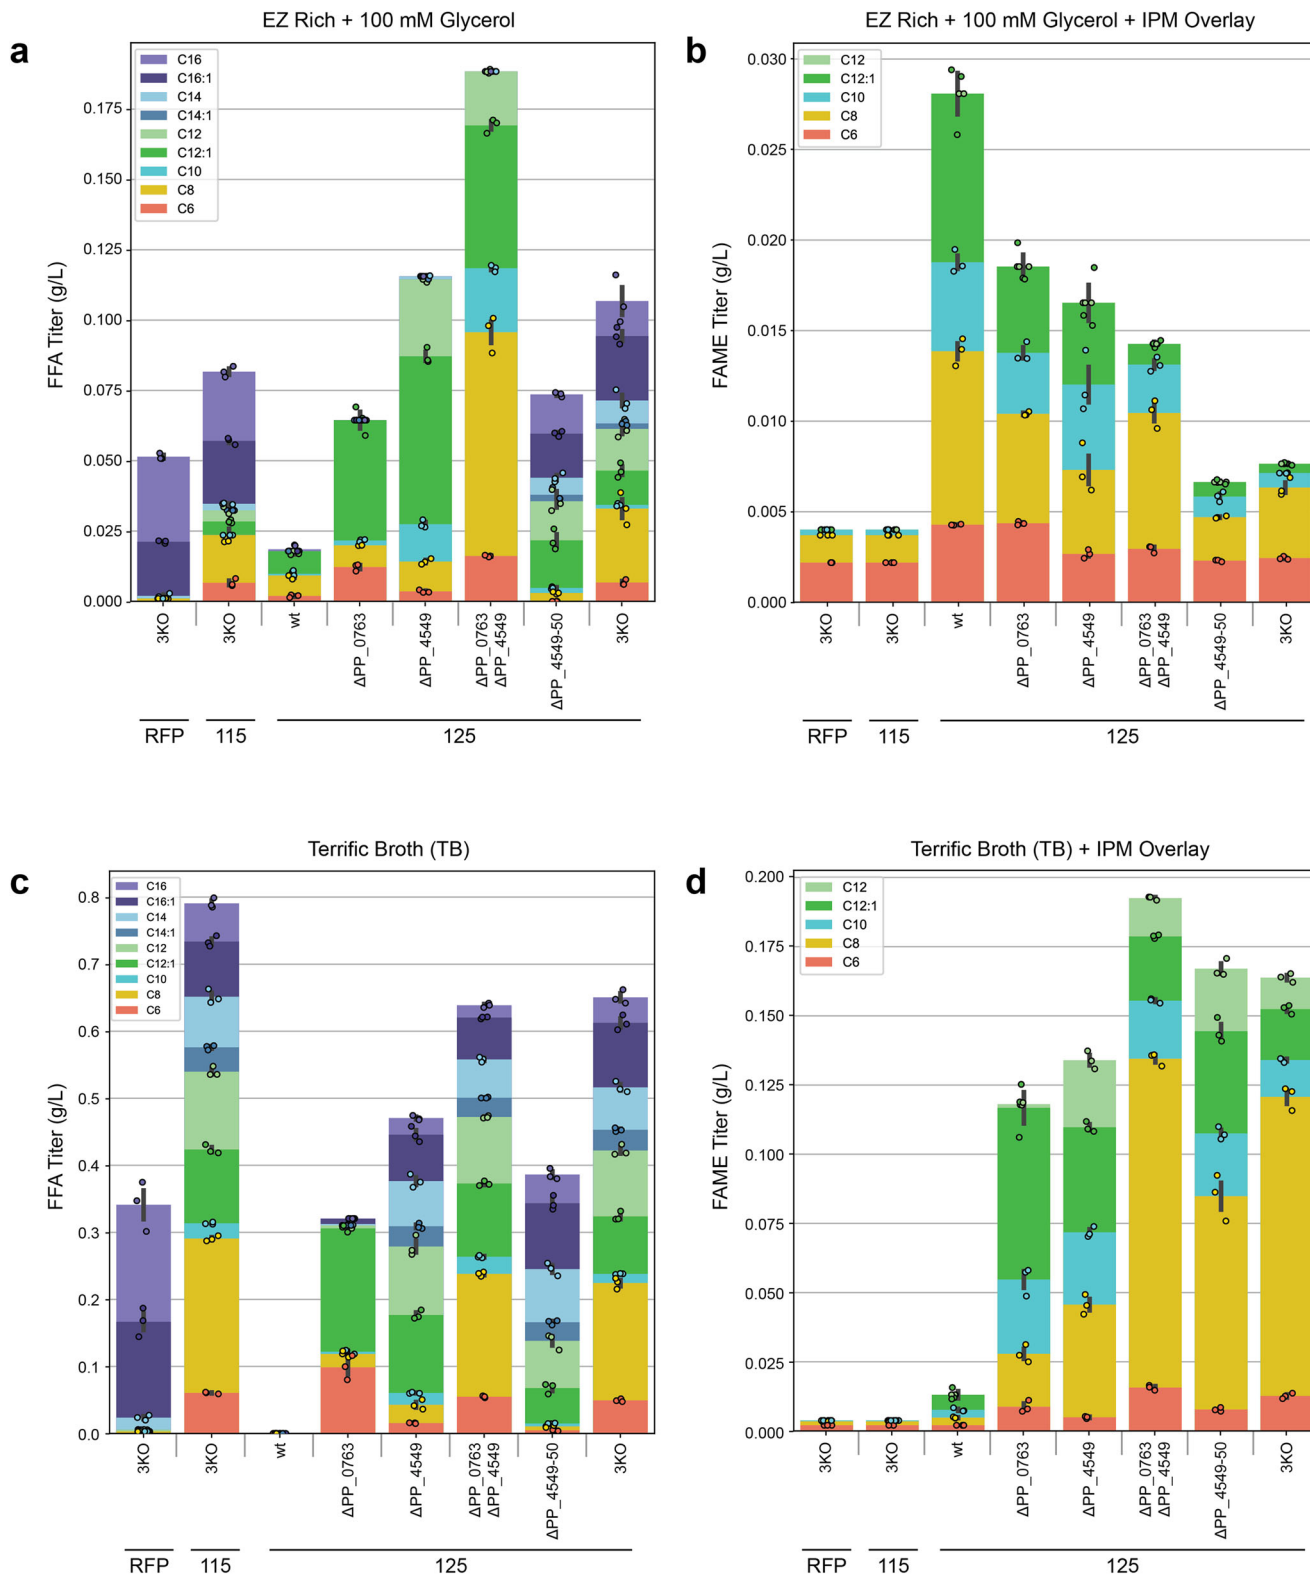 a
EZ Rich + 100 mM Glycerol
FFA Titer (g/L)
0.175
0.150
0.125
0.100
0.075
0.050
0.025
0.000
C16
C16:1
C14
C14:1
C12
C12:1
C10
C8
C6
3KO
3KO
wt
ΔPP_0763
ΔPP_4549
ΔPP_0763
ΔPP_4549
ΔPP_4549-50
3KO
RFP
115
125
b
EZ Rich + 100 mM Glycerol + IPM Overlay
FAME Titer (g/L)
0.030
0.025
0.020
0.015
0.010
0.005
0.000
C12
C12:1
C10
C8
C6
3KO
3KO
wt
ΔPP_0763
ΔPP_4549
ΔPP_0763
ΔPP_4549
ΔPP_4549-50
3KO
RFP
115
125
c
Terrific Broth (TB)
FFA Titer (g/L)
0.8
0.7
0.6
0.5
0.4
0.3
0.2
0.1
0.0
C16
C16:1
C14
C14:1
C12
C12:1
C10
C8
C6
3KO
3KO
wt
ΔPP_0763
ΔPP_4549
ΔPP_0763
ΔPP_4549
ΔPP_4549-50
3KO
RFP
115
125
d
Terrific Broth (TB) + IPM Overlay
FAME Titer (g/L)
0.200
0.175
0.150
0.125
0.100
0.075
0.050
0.025
0.000
C12
C12:1
C10
C8
C6
3KO
3KO
wt
ΔPP_0763
ΔPP_4549
ΔPP_0763
ΔPP_4549
ΔPP_4549-50
3KO
RFP
115
125